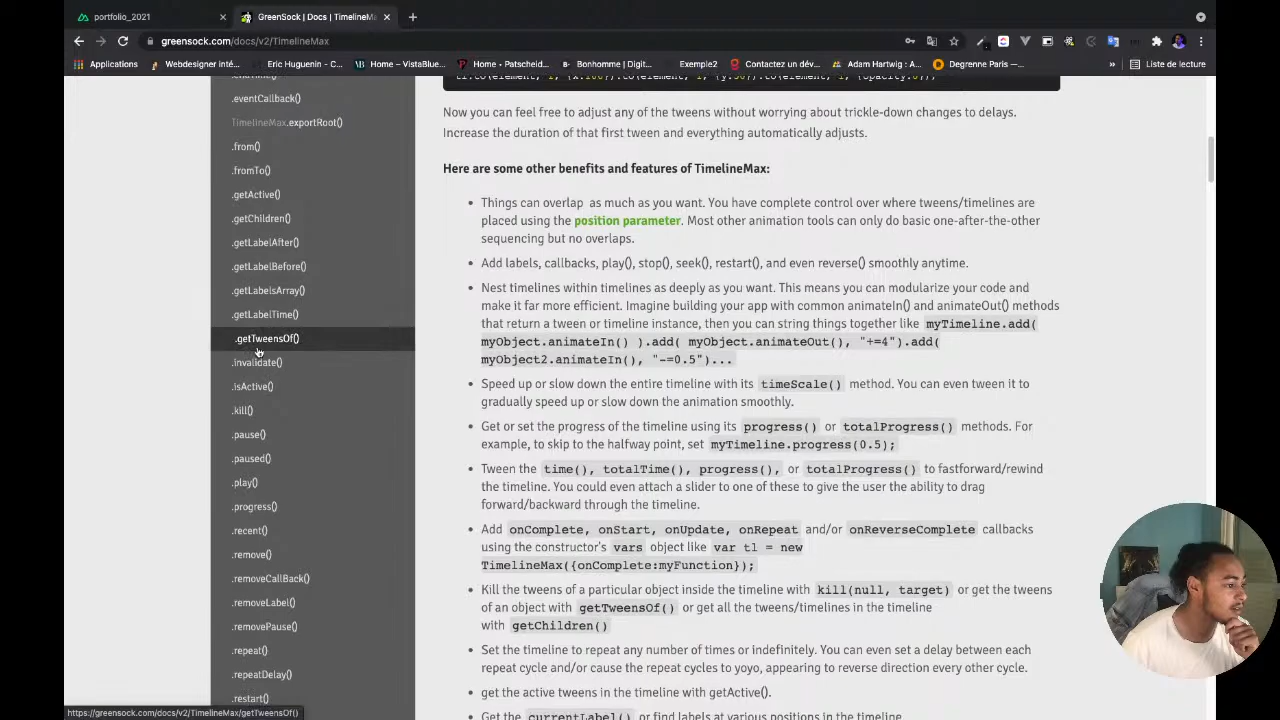 portfolio_2021
GreenSock | Docs | TimelineMa
greensock.com/docs/v2/TimelineMax
Applications
Webdesigner inté...
Eric Huguenin - C...
Home – VistaBlue...
Home - Patscheid...
Bonhomme | Digit...
Exemple2
Contactez un dév...
Adam Hartwig | A...
Degrenne Paris —...
»
Liste de lecture
.eventCallback()
TimelineMax.exportRoot()
.from()
.fromTo()
.getActive()
.getChildren()
.getLabelAfter()
.getLabelBefore()
.getLabelsArray()
.getLabelTime()
.getTweensOf()
.invalidate()
.isActive()
.kill()
.pause()
.paused()
.play()
.progress()
.recent()
.remove()
.removeCallBack()
.removeLabel()
.removePause()
.repeat()
.repeatDelay()
.restart()
https://greensock.com/docs/v2/TimelineMax/getTweensOf()
Now you can feel free to adjust any of the tweens without worrying about trickle-down changes to delays.
Increase the duration of that first tween and everything automatically adjusts.
Here are some other benefits and features of TimelineMax:
• Things can overlap as much as you want. You have complete control over where tweens/timelines are
placed using the position parameter. Most other animation tools can only do basic one-after-the-other
sequencing but no overlaps.
• Add labels, callbacks, play(), stop(), seek(), restart(), and even reverse() smoothly anytime.
• Nest timelines within timelines as deeply as you want. This means you can modularize your code and
make it far more efficient. Imagine building your app with common animateIn() and animateOut() methods
that return a tween or timeline instance, then you can string things together like myTimeline.add(
myObject.animateIn() ).add( myObject.animateOut(), "+=4").add(
myObject2.animateIn(), "-=0.5")...
• Speed up or slow down the entire timeline with its timeScale() method. You can even tween it to
gradually speed up or slow down the animation smoothly.
• Get or set the progress of the timeline using its progress() or totalProgress() methods. For
example, to skip to the halfway point, set myTimeline.progress(0.5);
• Tween the time(), totalTime(), progress(), or totalProgress() to fastforward/rewind
the timeline. You could even attach a slider to one of these to give the user the ability to drag
forward/backward through the timeline.
• Add onComplete, onStart, onUpdate, onRepeat and/or onReverseComplete callbacks
using the constructor's vars object like var tl = new
TimelineMax({onComplete:myFunction});
• Kill the tweens of a particular object inside the timeline with kill(null, target) or get the tweens
of an object with getTweensOf() or get all the tweens/timelines in the timeline
with getChildren()
• Set the timeline to repeat any number of times or indefinitely. You can even set a delay between each
repeat cycle and/or cause the repeat cycles to yoyo, appearing to reverse direction every other cycle.
• get the active tweens in the timeline with getActive().
• Get the currentLabel() or find labels at various positions in the timeline